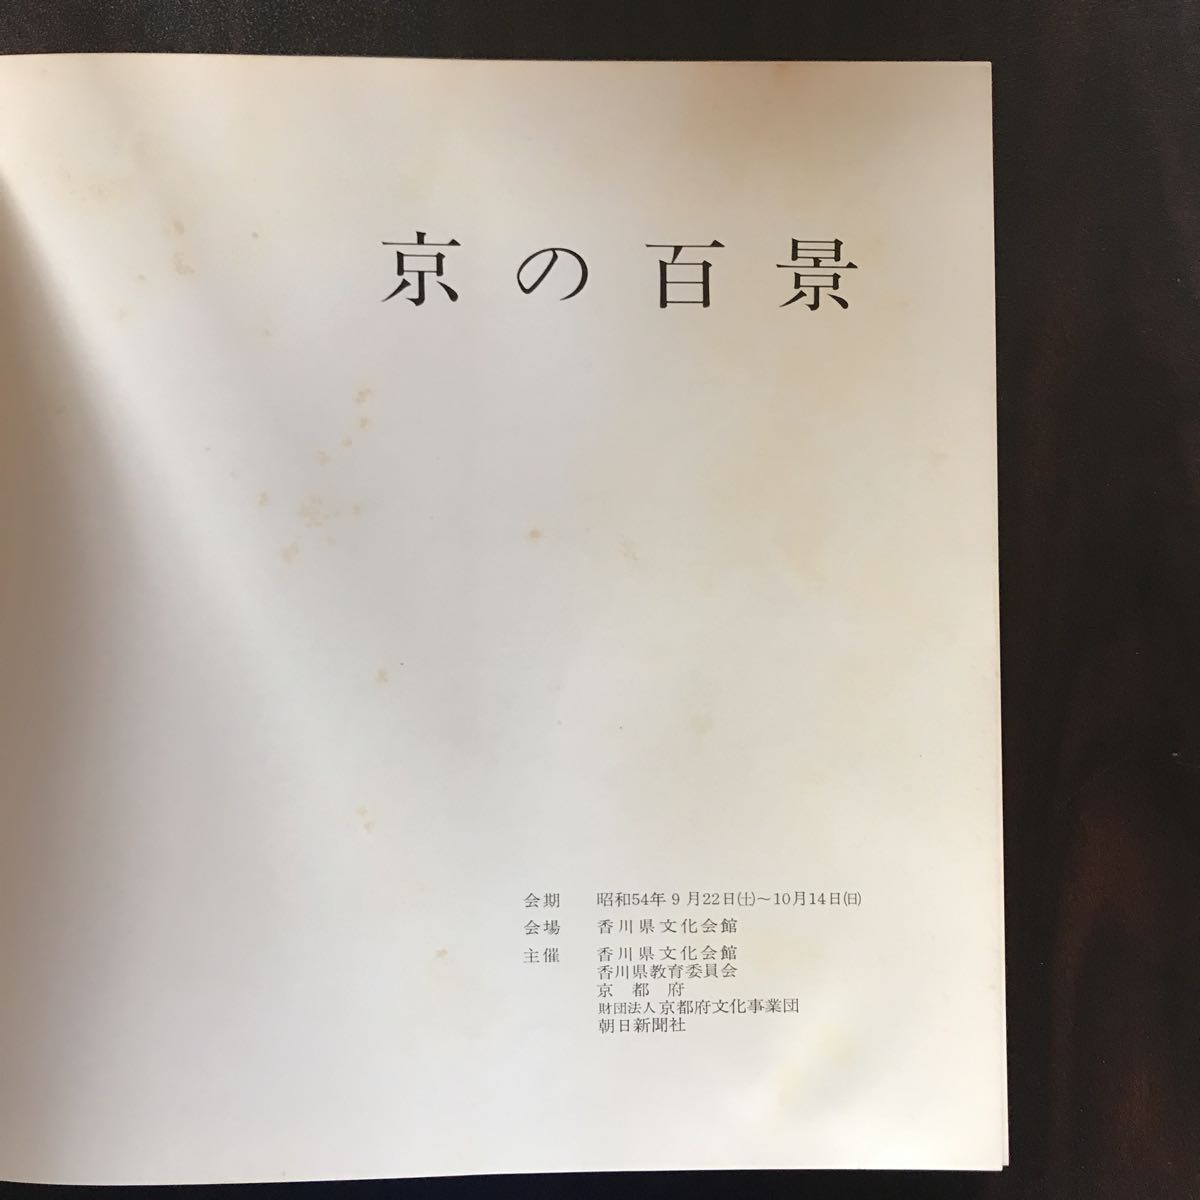 京の百景
会期 昭和54年9月22日(土)～10月14日(日)
会場 香川県文化会館
主催 香川県文化会館
香川県教育委員会
京都府
財団法人京都府文化事業団
朝日新聞社